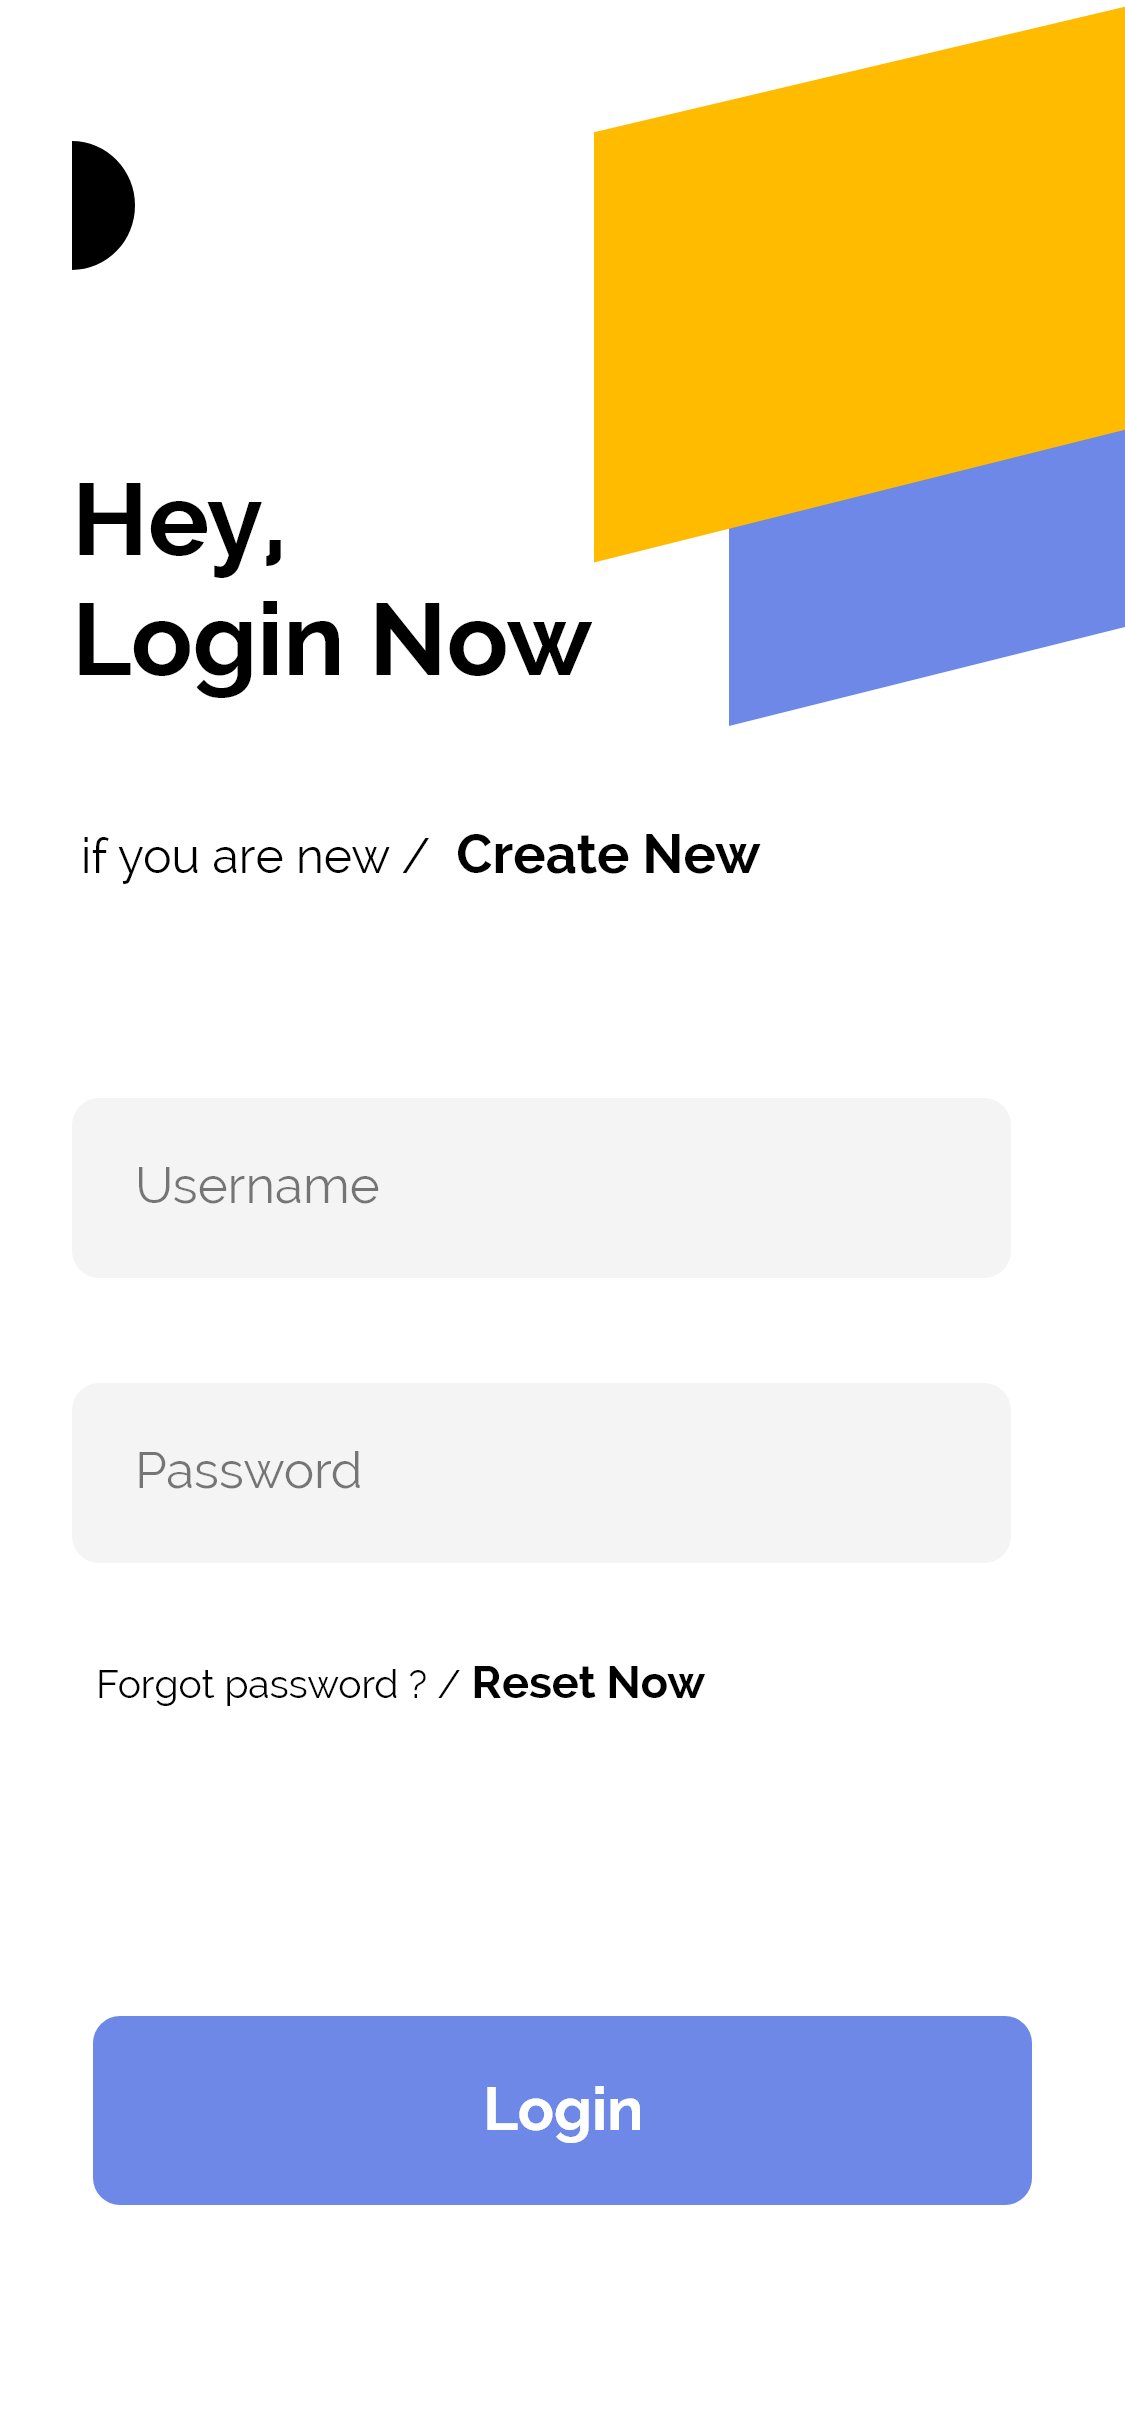 Hey,
Login Now
if you are new / Create New
Username
Password
Forgot password ? / Reset Now
Login